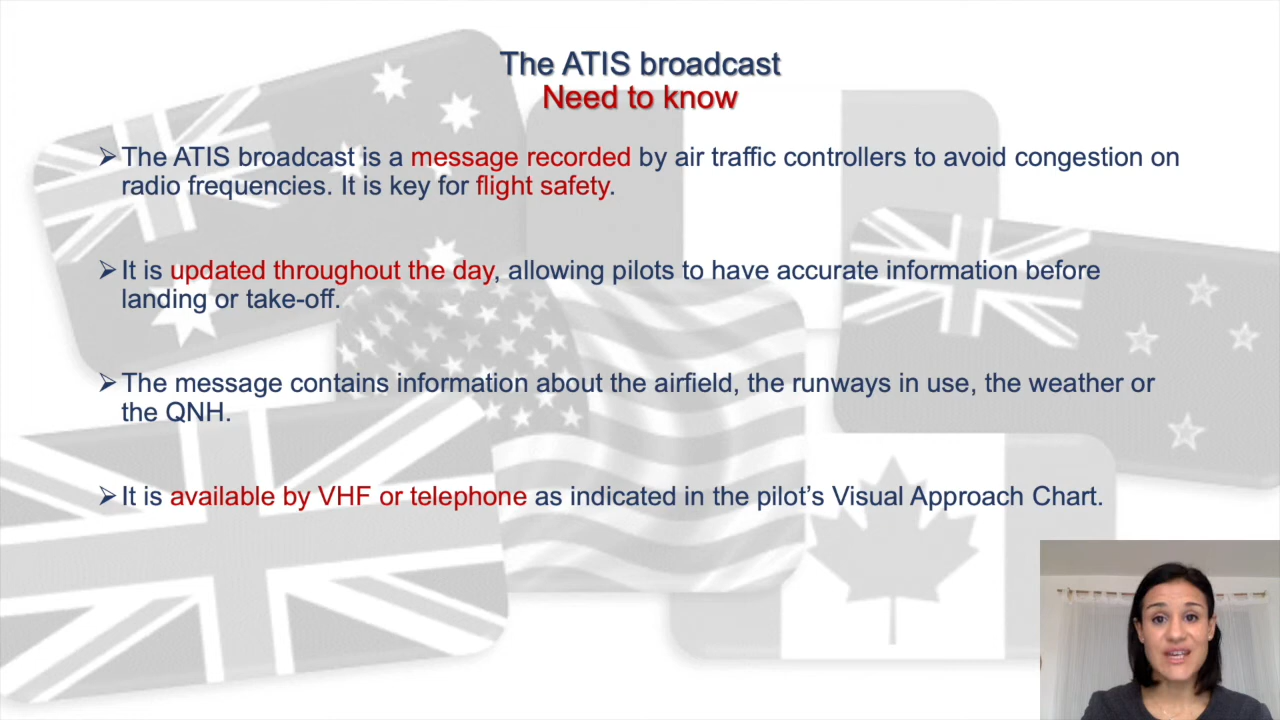 The ATIS broadcast
Need to know
➢The ATIS broadcast is a message recorded by air traffic controllers to avoid congestion on
radio frequencies. It is key for flight safety.
➢It is updated throughout the day, allowing pilots to have accurate information before
landing or take-off.
➢The message contains information about the airfield, the runways in use, the weather or
the QNH.
➢It is available by VHF or telephone as indicated in the pilot’s Visual Approach Chart.